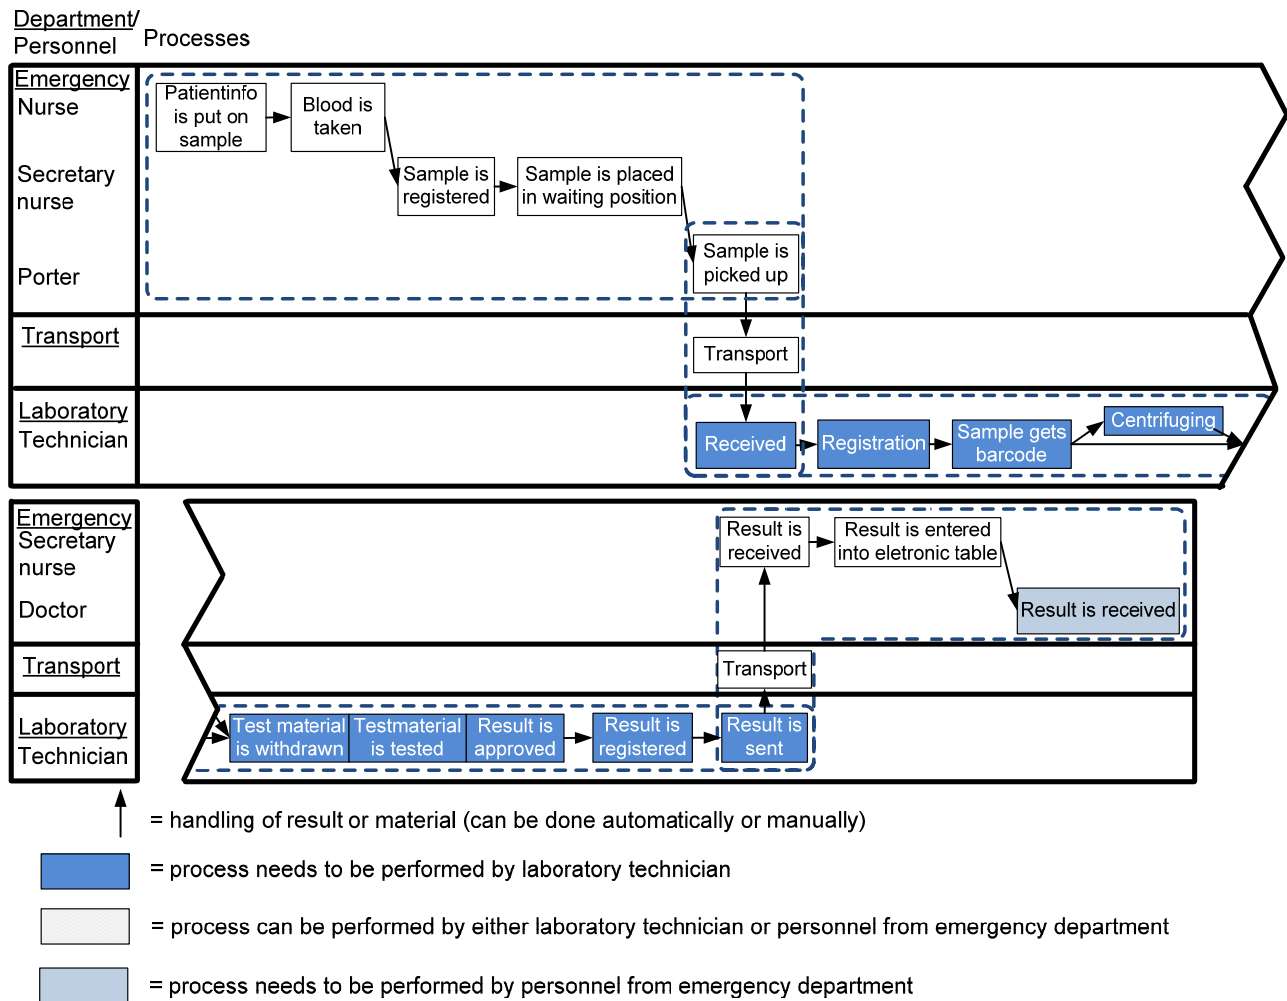 Department/
Personnel
Processes
Emergency
Nurse
Patientinfo
is put on
sample
Blood is
taken
Secretary
nurse
Sample is
registered
Sample is placed
in waiting position
Porter
Sample is
picked up
Transport
Transport
Laboratory
Technician
Received
Registration
Sample gets
barcode
Centrifuging
Emergency
Secretary
nurse
Result is
received
Result is entered
into eletronic table
Doctor
Result is received
Transport
Transport
Laboratory
Technician
Test material
is withdrawn
Testmaterial
is tested
Result is
approved
Result is
registered
Result is
sent
= handling of result or material (can be done automatically or manually)
= process needs to be performed by laboratory technician
= process can be performed by either laboratory technician or personnel from emergency department
= process needs to be performed by personnel from emergency department